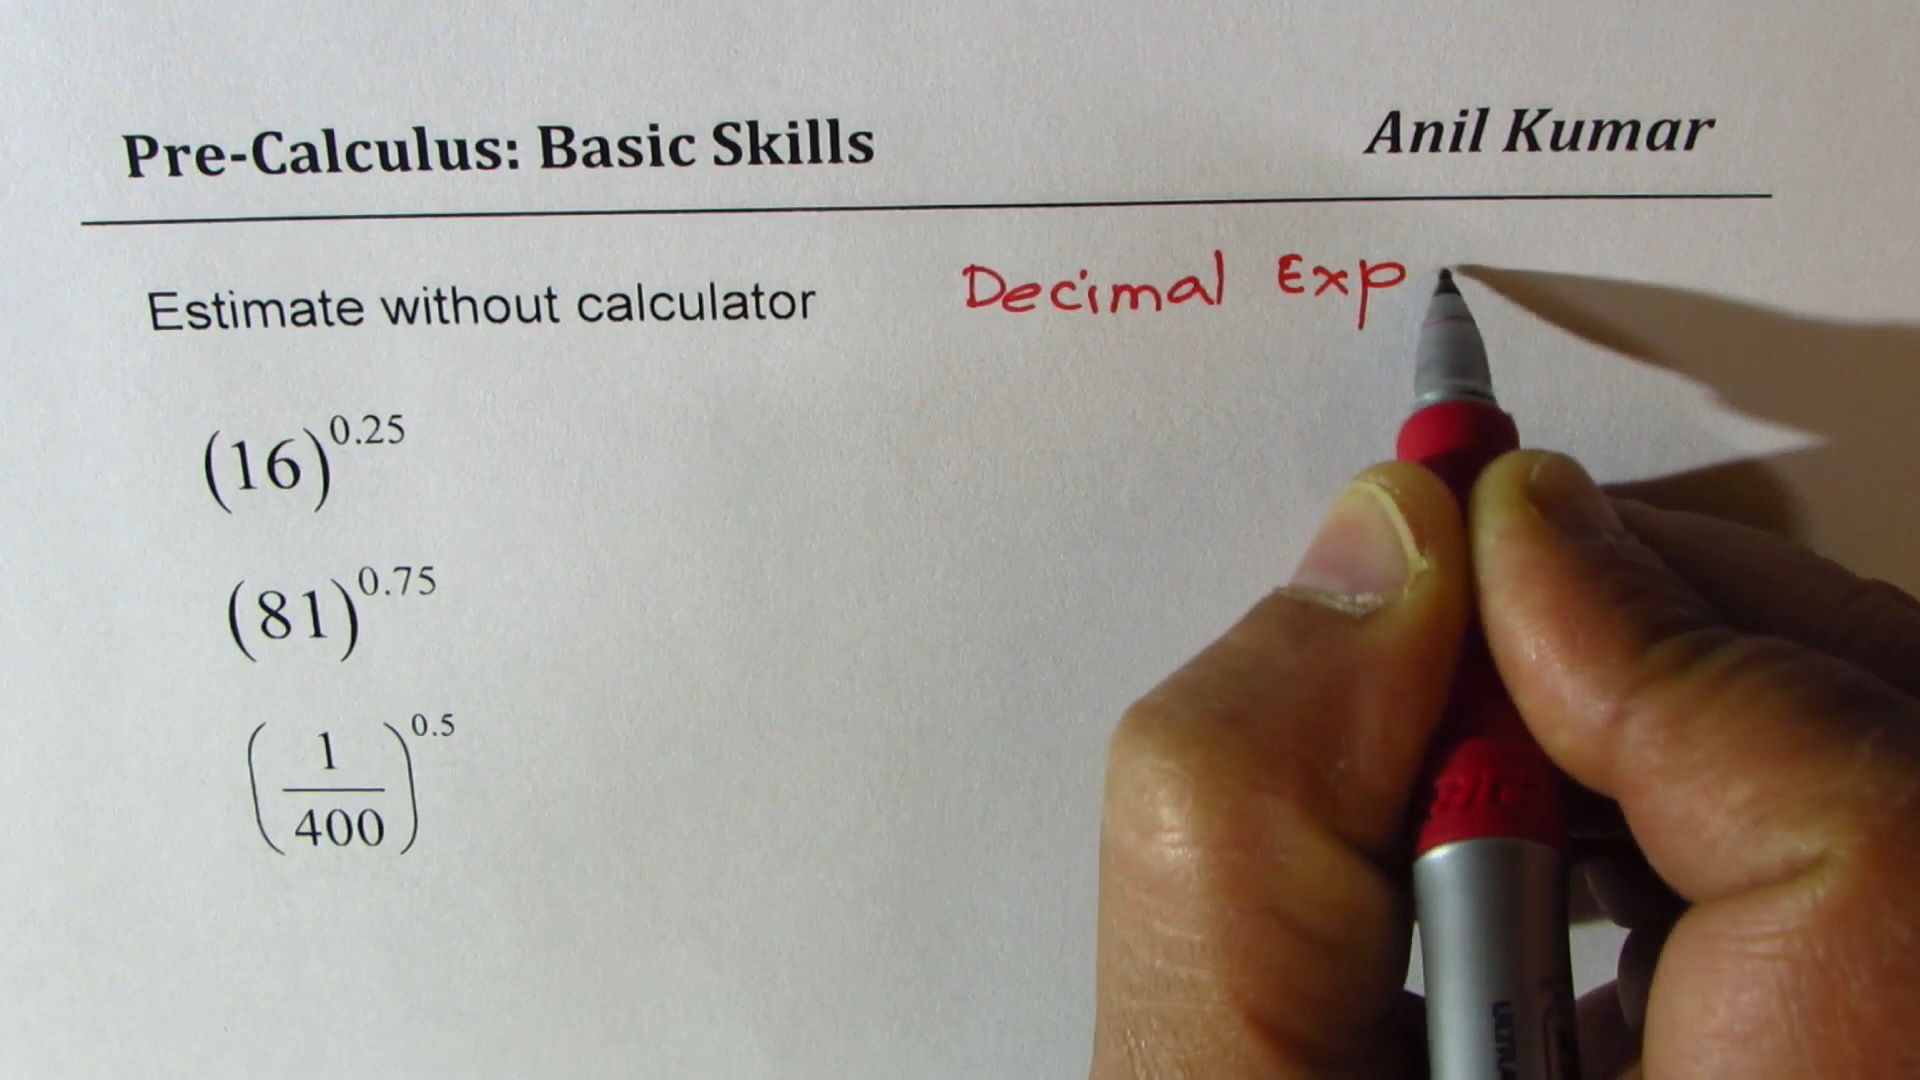 Pre-Calculus: Basic Skills Anil Kumar
Estimate without calculator Decimal Exp
(16)^0.25
(81)^0.75
(1/400)^0.5